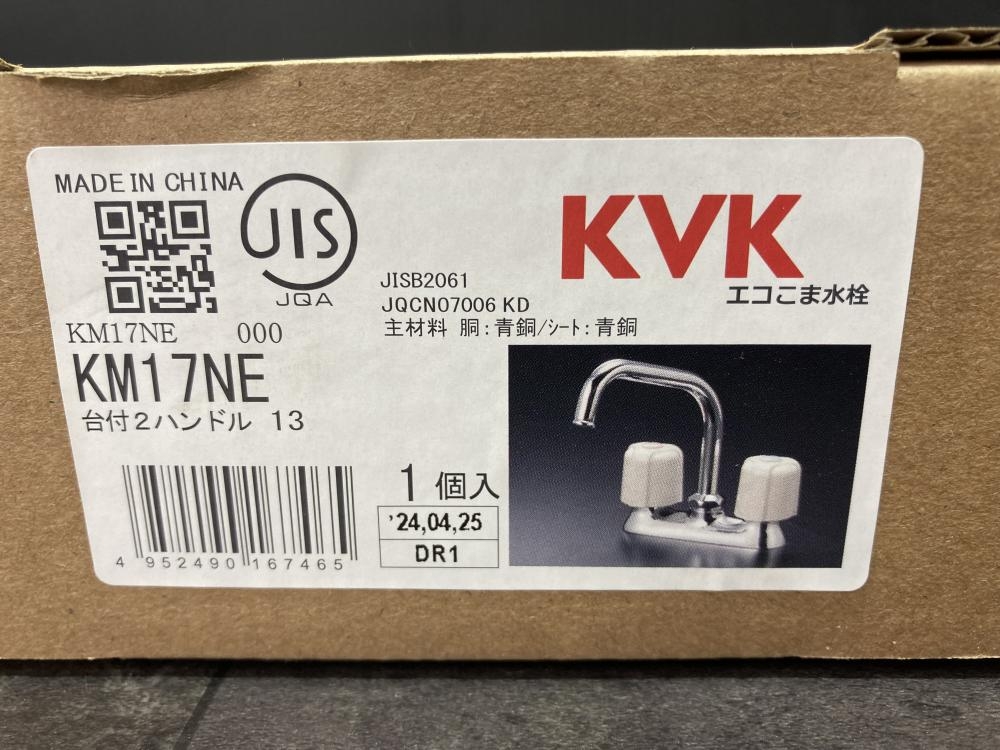 MADE IN CHINA
JIS
JQA
KVK
エコこま水栓
JISB2061
JQCN07006 KD
主材料 胴:青銅/シート:青銅
KM17NE 000
KM17NE
台付2ハンドル 13
1個入
'24,04,25
DR1
4 952490 167465